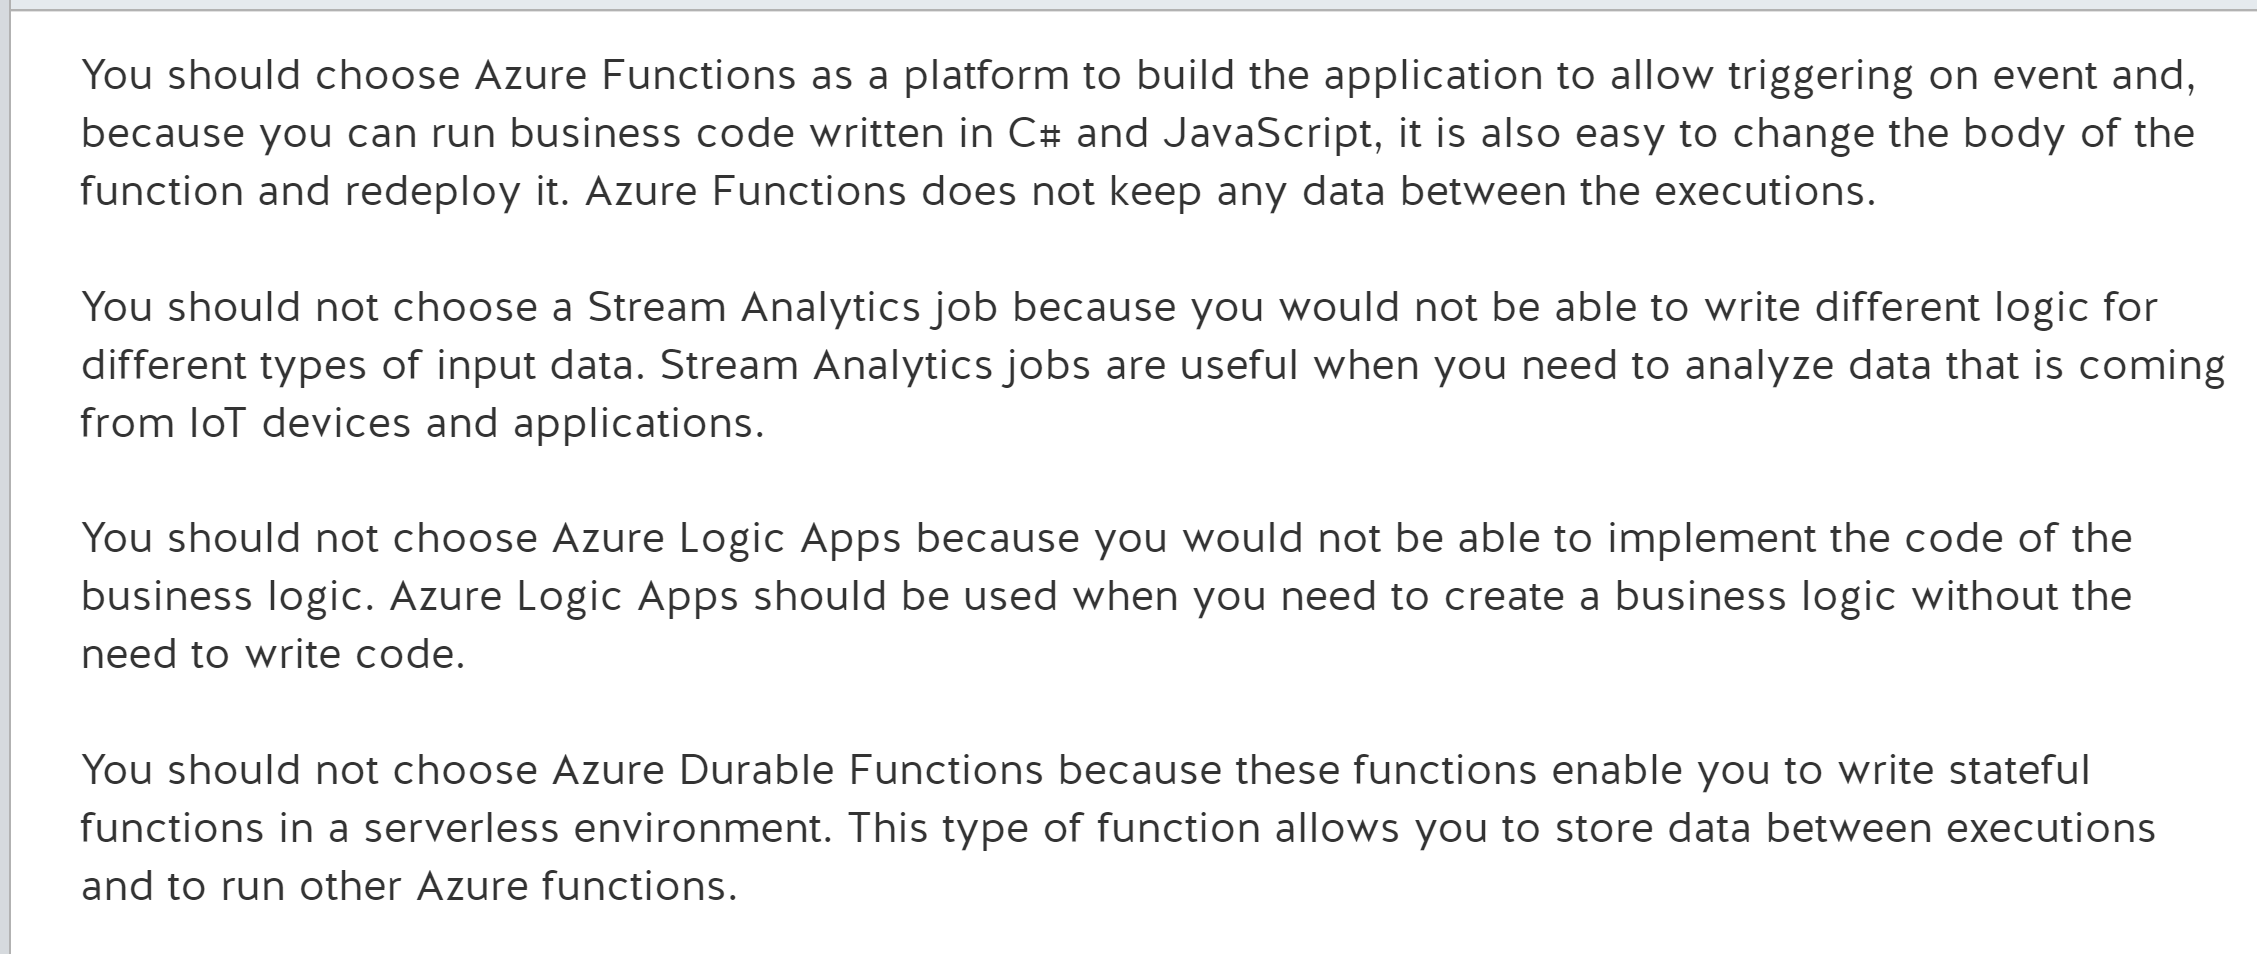 You should choose Azure Functions as a platform to build the application to allow triggering on event and,
because you can run business code written in C# and JavaScript, it is also easy to change the body of the
function and redeploy it. Azure Functions does not keep any data between the executions.
You should not choose a Stream Analytics job because you would not be able to write different logic for
different types of input data. Stream Analytics jobs are useful when you need to analyze data that is coming
from IoT devices and applications.
You should not choose Azure Logic Apps because you would not be able to implement the code of the
business logic. Azure Logic Apps should be used when you need to create a business logic without the
need to write code.
You should not choose Azure Durable Functions because these functions enable you to write stateful
functions in a serverless environment. This type of function allows you to store data between executions
and to run other Azure functions.